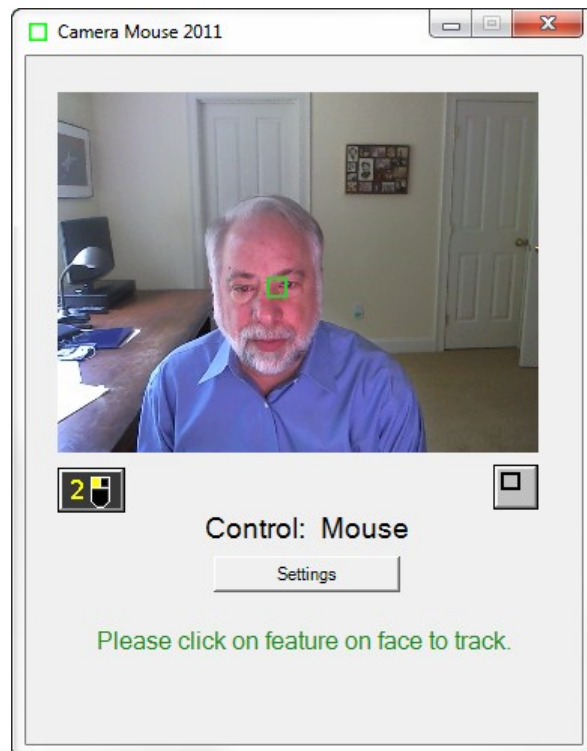 Camera Mouse 2011
2
Control: Mouse
Settings
Please click on feature on face to track.